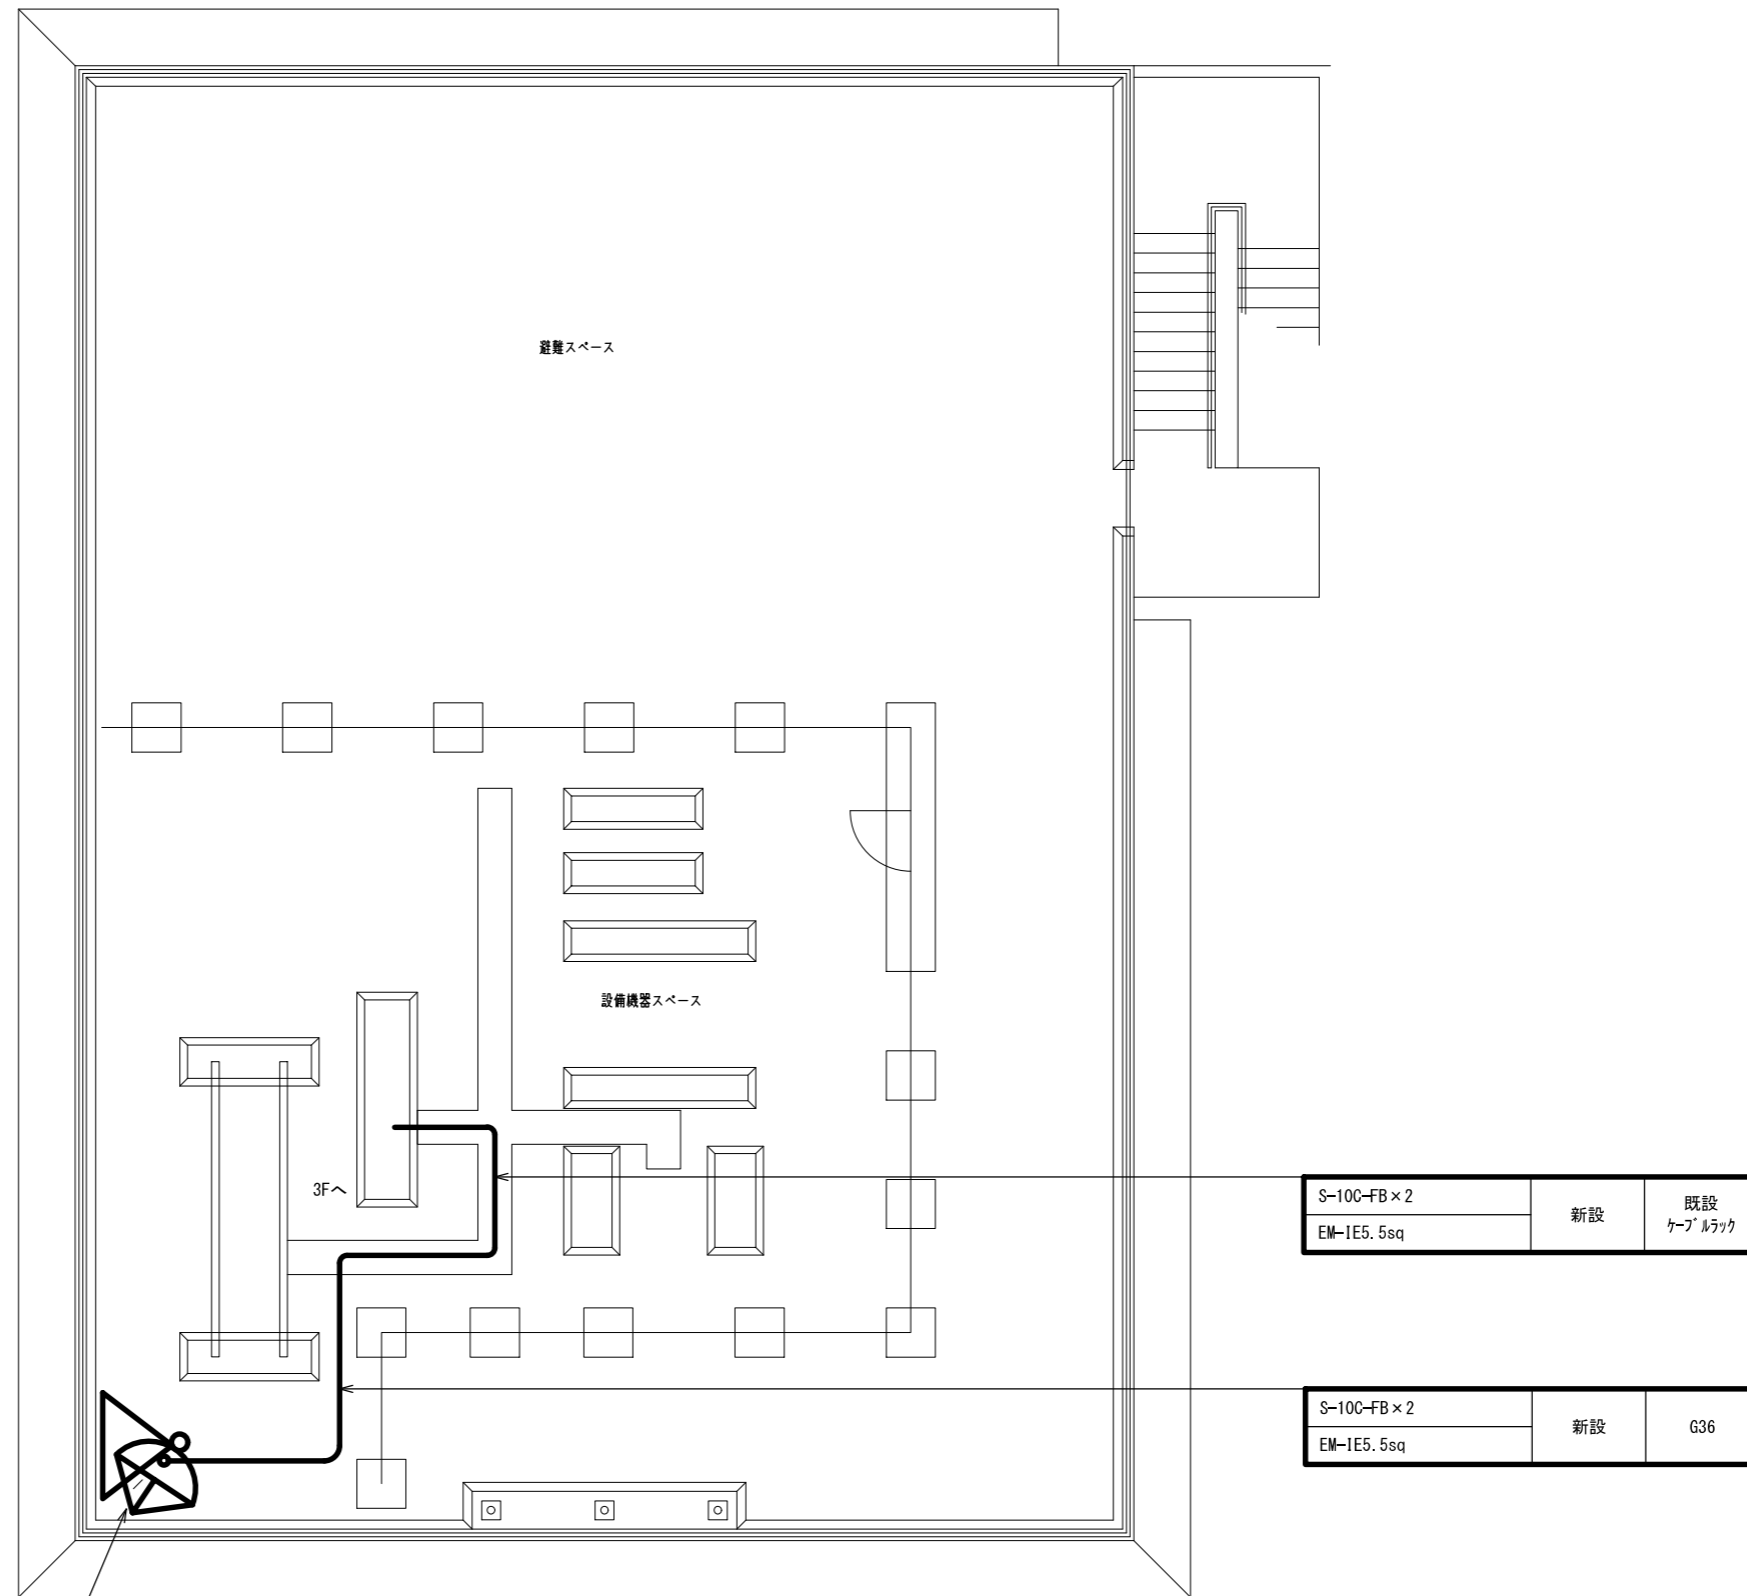 避難スペース
設備機器スペース
3Fへ
S-10C-FB×2
EM-IE5.5sq
新設
既設
ケーブルラック
S-10C-FB×2
EM-IE5.5sq
新設
G36